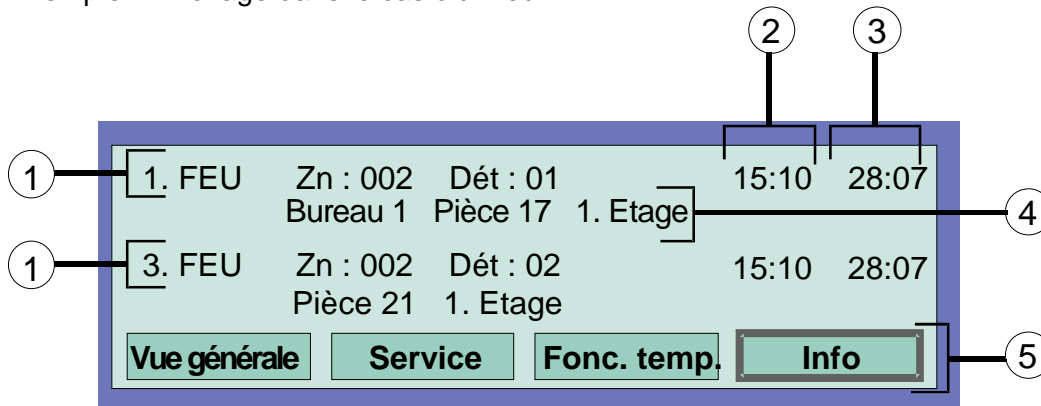 2 3
1 1. FEU Zn : 002 Dét : 01 15:10 28:07
Bureau 1 Pièce 17 1. Etage 4
1 3. FEU Zn : 002 Dét : 02 15:10 28:07
Pièce 21 1. Etage
Vue générale Service Fonc. temp. Info 5